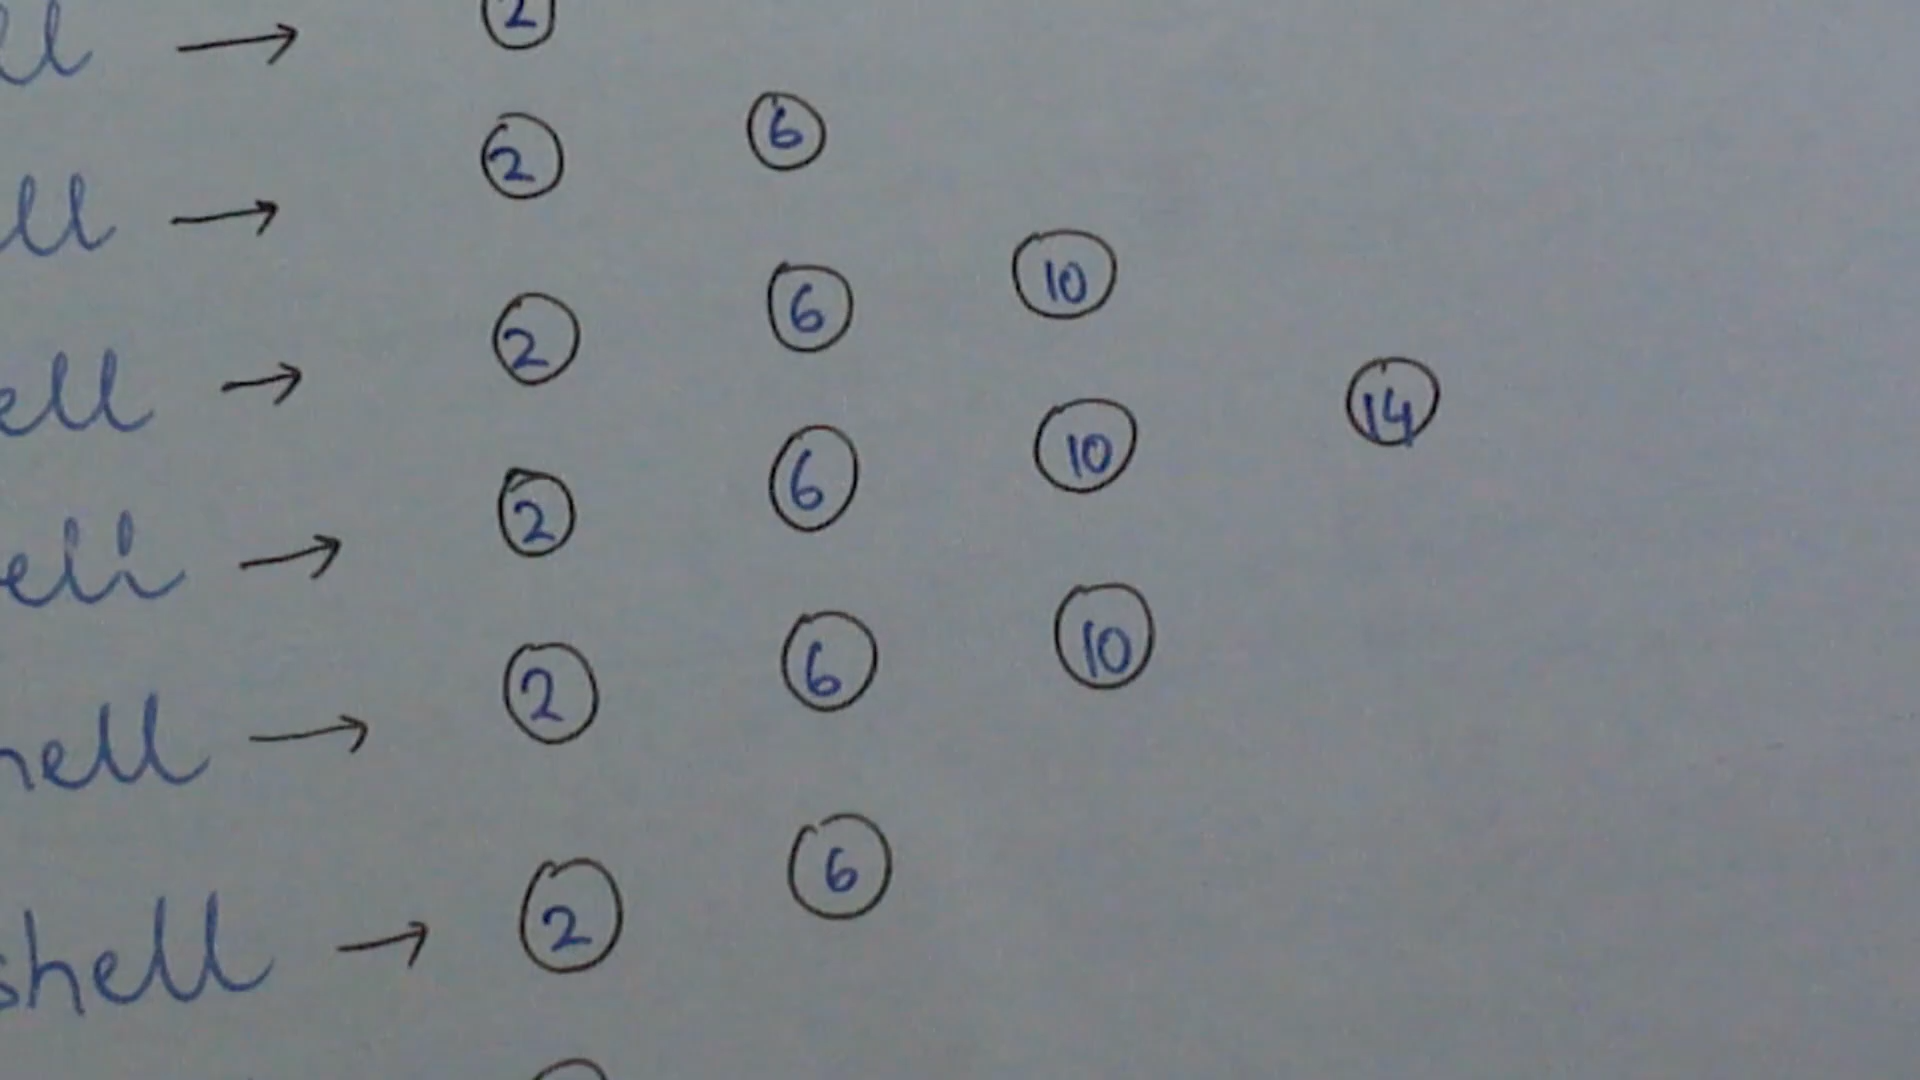 ll → 2
ll → 2 6
ell → 2 6 10
ell → 2 6 10 14
hell → 2 6 10
shell → 2 6